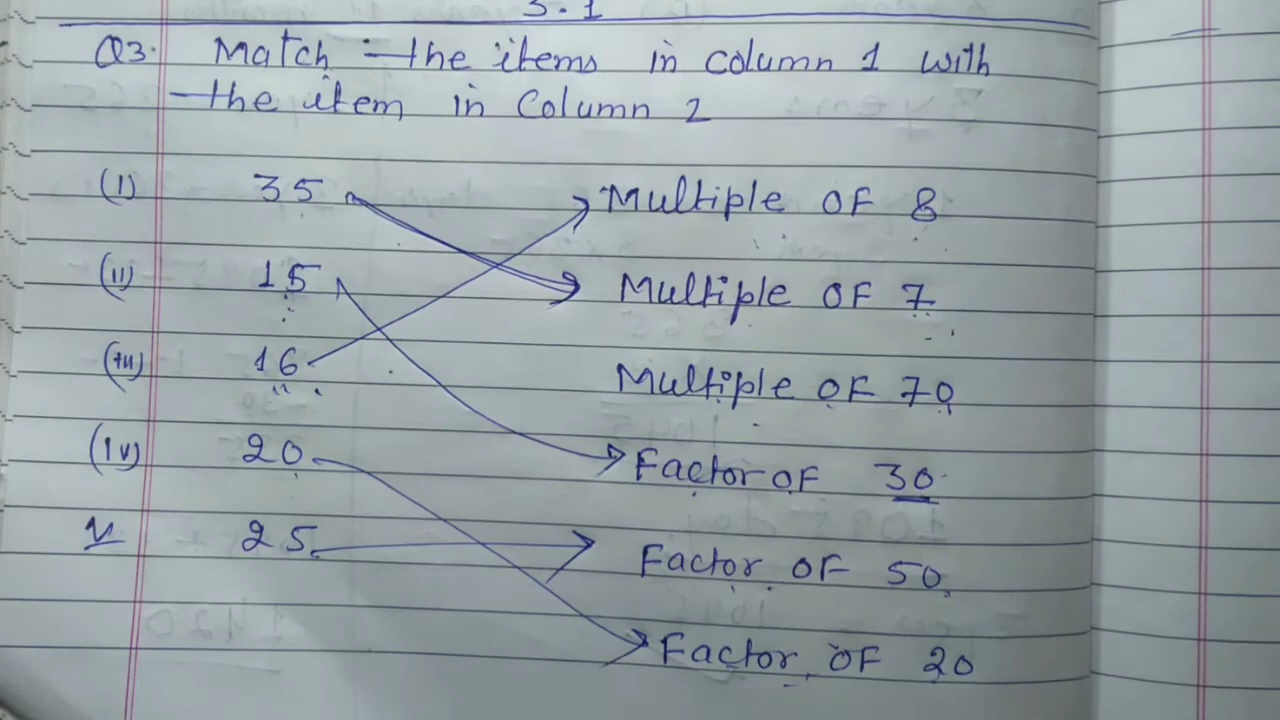 3.1
Q3. Match the items in column 1 with
the item in Column 2
(I) 35 Multiple OF 8
(II) 15 Multiple OF 7
(III) 16 Multiple OF 70
(IV) 20 Factor OF 30
V 25 Factor OF 50
Factor OF 20